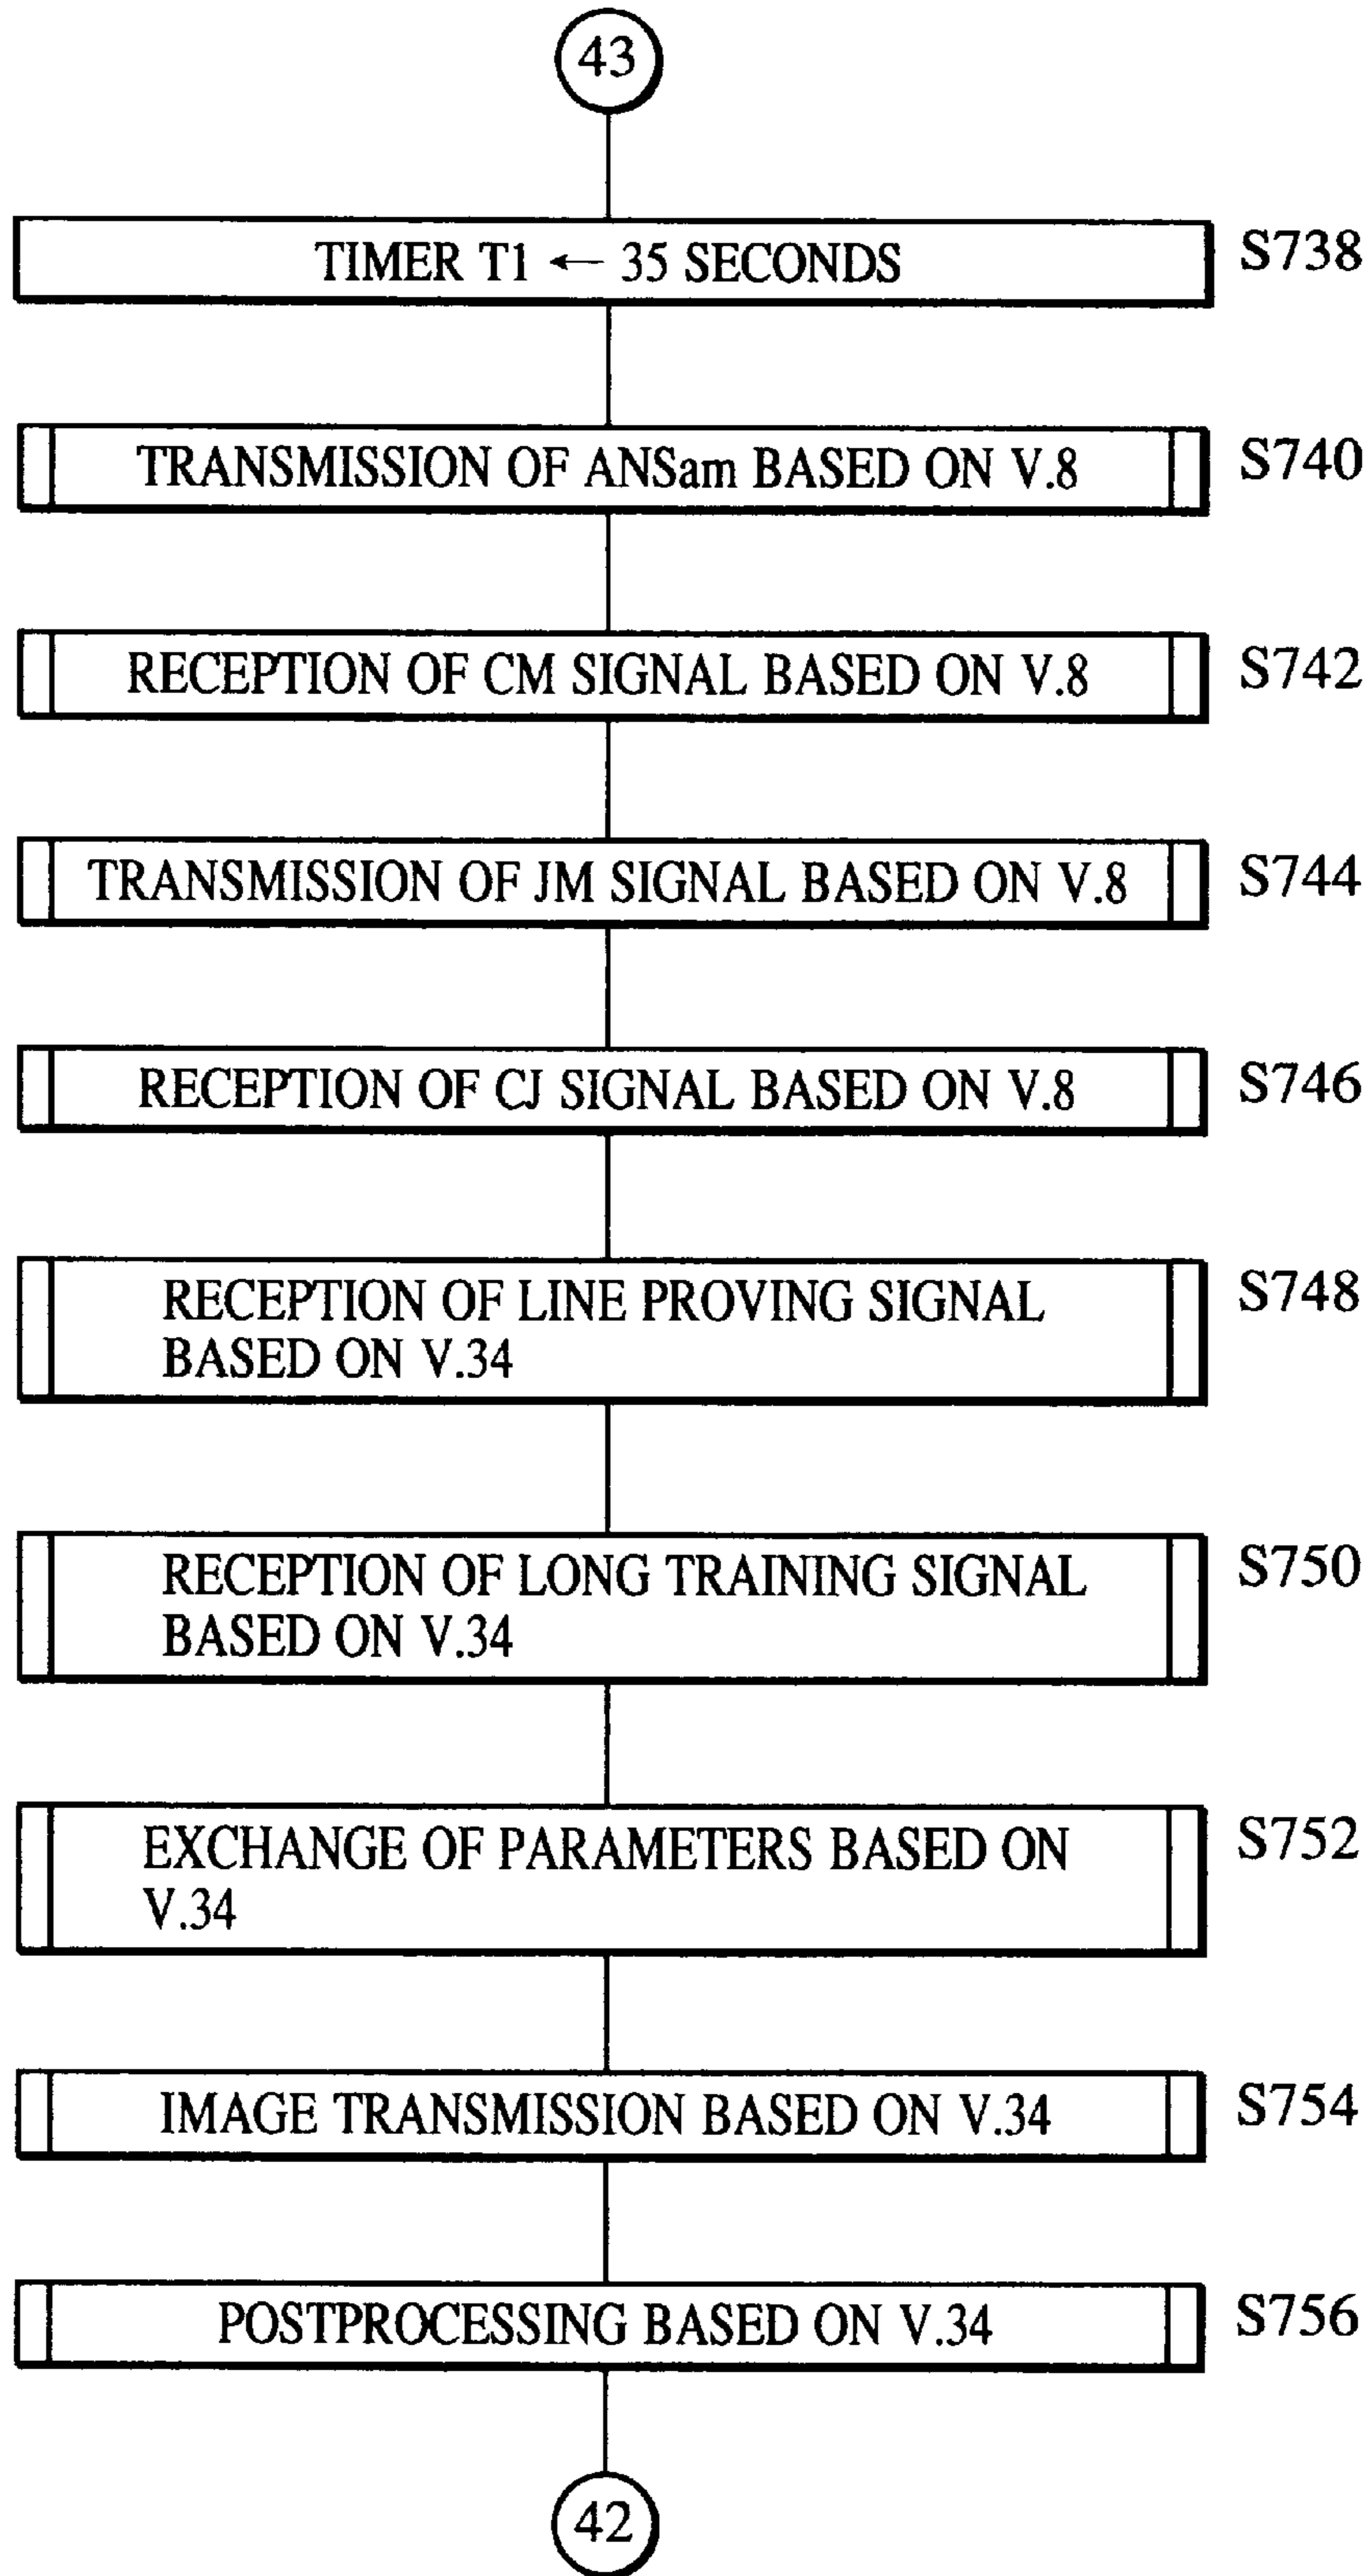 43
TIMER T1 ← 35 SECONDS
S738
TRANSMISSION OF ANSam BASED ON V.8
S740
RECEPTION OF CM SIGNAL BASED ON V.8
S742
TRANSMISSION OF JM SIGNAL BASED ON V.8
S744
RECEPTION OF CJ SIGNAL BASED ON V.8
S746
RECEPTION OF LINE PROVING SIGNAL
BASED ON V.34
S748
RECEPTION OF LONG TRAINING SIGNAL
BASED ON V.34
S750
EXCHANGE OF PARAMETERS BASED ON
V.34
S752
IMAGE TRANSMISSION BASED ON V.34
S754
POSTPROCESSING BASED ON V.34
S756
42